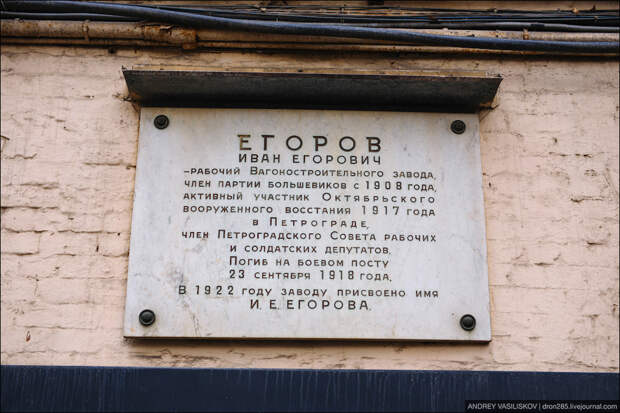 ЕГОРОВ
ИВАН ЕГОРОВИЧ
-РАБОЧИЙ ВАГОНОСТРОИТЕЛЬНОГО ЗАВОДА,
ЧЛЕН ПАРТИИ БОЛЬШЕВИКОВ С 1908 ГОДА,
АКТИВНЫЙ УЧАСТНИК ОКТЯБРЬСКОГО
ВООРУЖЕННОГО ВОССТАНИЯ 1917 ГОДА
В ПЕТРОГРАДЕ,
ЧЛЕН ПЕТРОГРАДСКОГО СОВЕТА РАБОЧИХ
И СОЛДАТСКИХ ДЕПУТАТОВ.
ПОГИБ НА БОЕВОМ ПОСТУ
23 СЕНТЯБРЯ 1918 ГОДА.
В 1922 ГОДУ ЗАВОДУ ПРИСВОЕНО ИМЯ
И. Е. ЕГОРОВА.
ANDREY VASILISKOV | dron285.livejournal.com